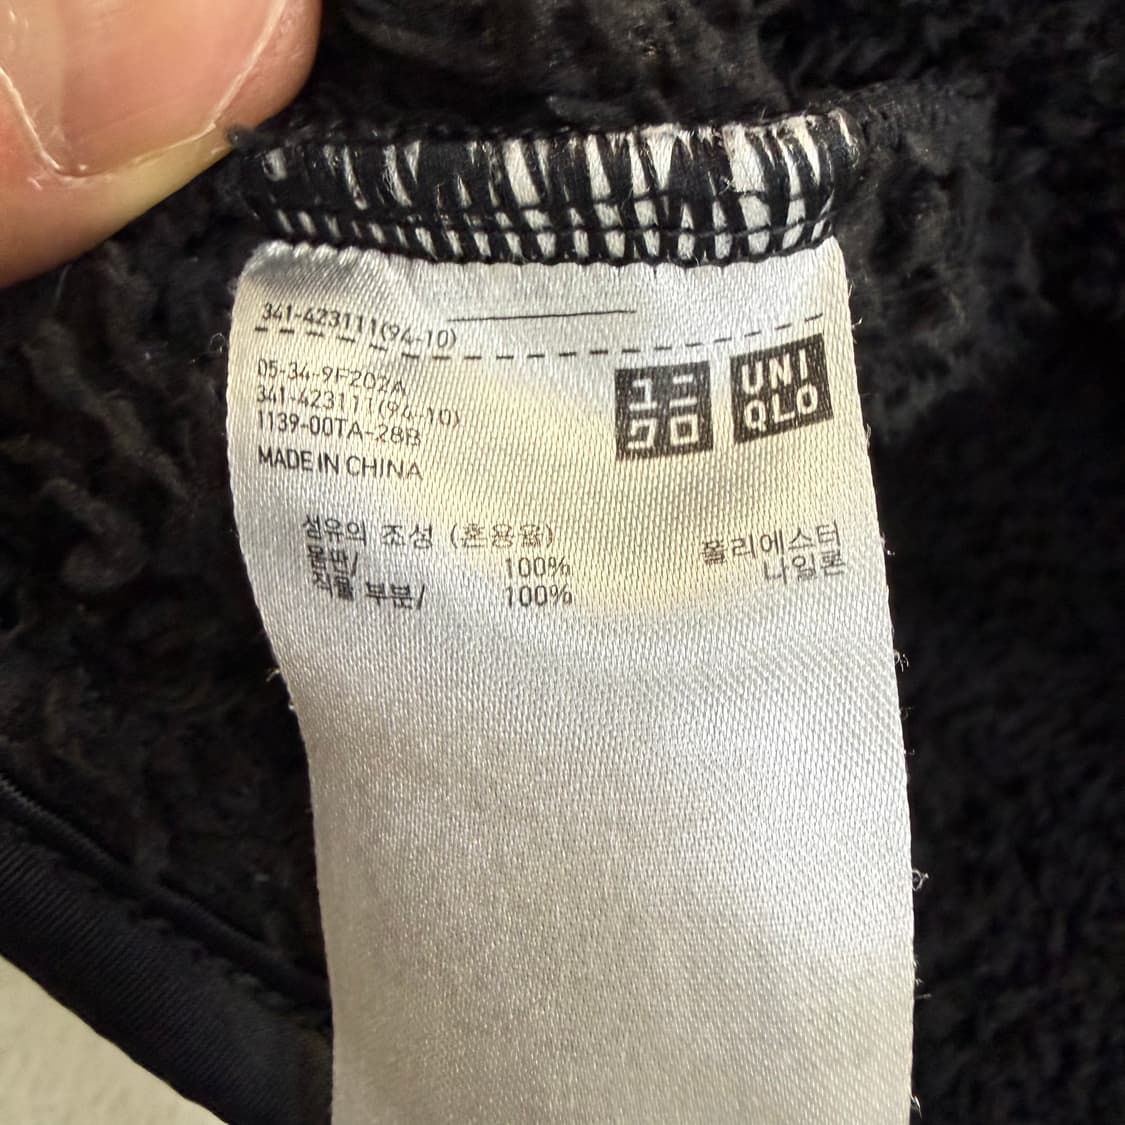 341-423111(94-10)
05-34-9F202A
341-423111(94-10)
1139-00TA-28B
MADE IN CHINA
ユニ
クロ
UNI
QLO
섬유의 조성 (혼용율)
몸판/ 100% 폴리에스터
직물 부분/ 100% 나일론